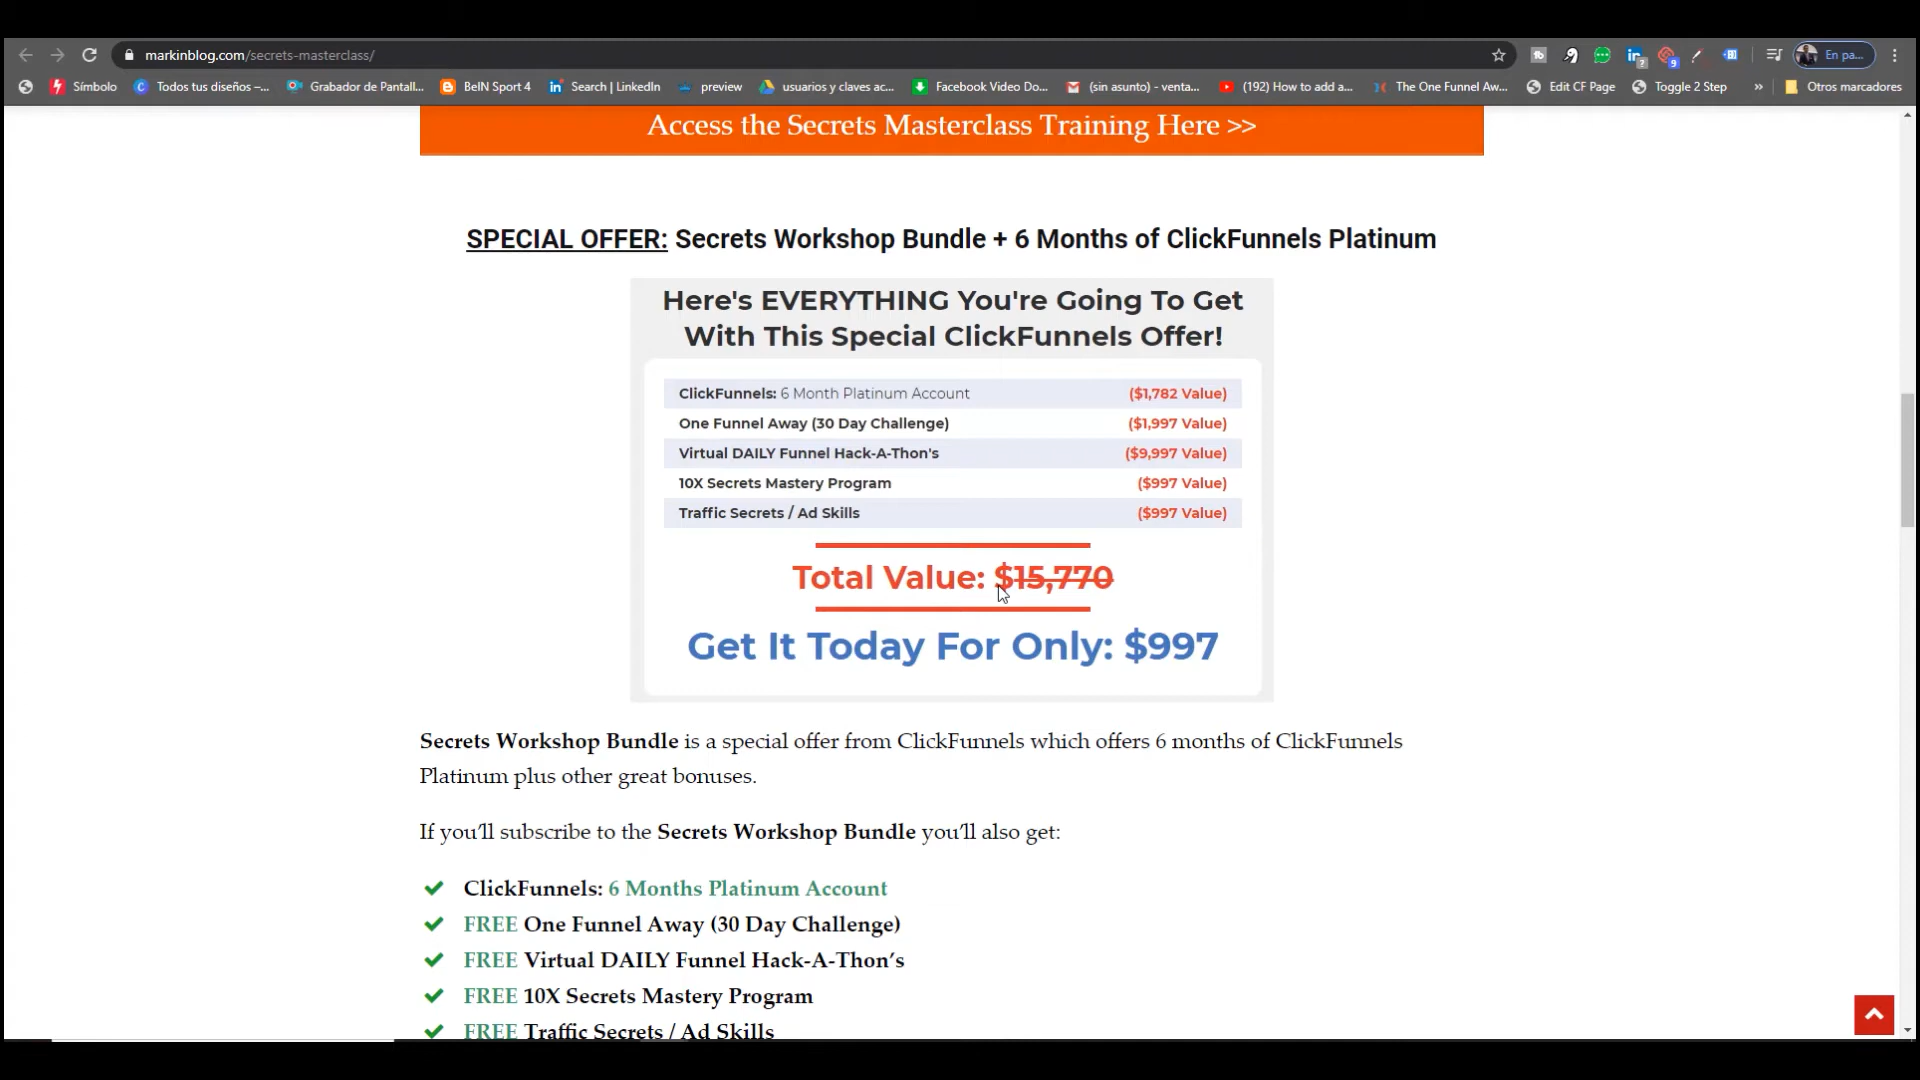 markinblog.com/secrets-masterclass/
En pa...
Símbolo
Todos tus diseños –...
Grabador de Pantall...
BeIN Sport 4
Search | LinkedIn
preview
usuarios y claves ac...
Facebook Video Do...
(sin asunto) - venta...
(192) How to add a...
The One Funnel Aw...
Edit CF Page
Toggle 2 Step
»
Otros marcadores
Access the Secrets Masterclass Training Here >>
SPECIAL OFFER: Secrets Workshop Bundle + 6 Months of ClickFunnels Platinum
Here's EVERYTHING You're Going To Get
With This Special ClickFunnels Offer!
ClickFunnels: 6 Month Platinum Account ($1,782 Value)
One Funnel Away (30 Day Challenge) ($1,997 Value)
Virtual DAILY Funnel Hack-A-Thon's ($9,997 Value)
10X Secrets Mastery Program ($997 Value)
Traffic Secrets / Ad Skills ($997 Value)
Total Value: $15,770
Get It Today For Only: $997
Secrets Workshop Bundle is a special offer from ClickFunnels which offers 6 months of ClickFunnels
Platinum plus other great bonuses.
If you'll subscribe to the Secrets Workshop Bundle you'll also get:
ClickFunnels: 6 Months Platinum Account
FREE One Funnel Away (30 Day Challenge)
FREE Virtual DAILY Funnel Hack-A-Thon's
FREE 10X Secrets Mastery Program
FREE Traffic Secrets / Ad Skills